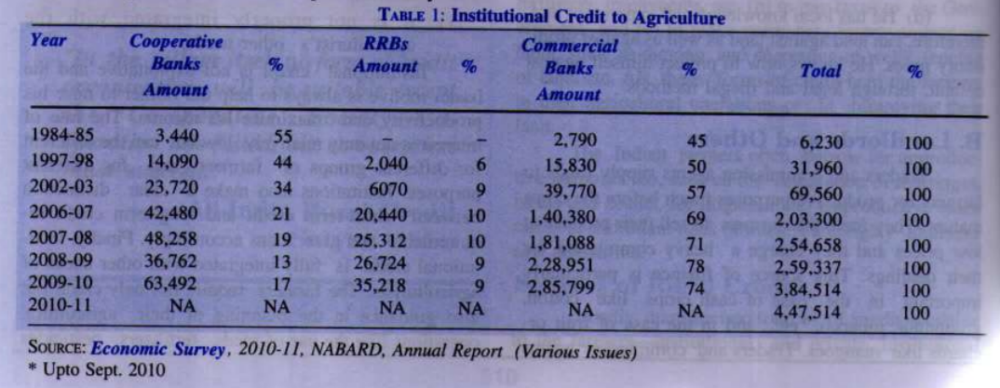 TABLE 1: Institutional Credit to Agriculture
Year Cooperative Banks Amount % RRBs Amount % Commercial Banks Amount % Total %
1984-85 3,440 55 – – 2,790 45 6,230 100
1997-98 14,090 44 2,040 6 15,830 50 31,960 100
2002-03 23,720 34 6070 9 39,770 57 69,560 100
2006-07 42,480 21 20,440 10 1,40,380 69 2,03,300 100
2007-08 48,258 19 25,312 10 1,81,088 71 2,54,658 100
2008-09 36,762 13 26,724 9 2,28,951 78 2,59,337 100
2009-10 63,492 17 35,218 9 2,85,799 74 3,84,514 100
2010-11 NA NA NA NA NA NA 4,47,514 100
SOURCE: Economic Survey, 2010-11, NABARD, Annual Report (Various Issues)
* Upto Sept. 2010